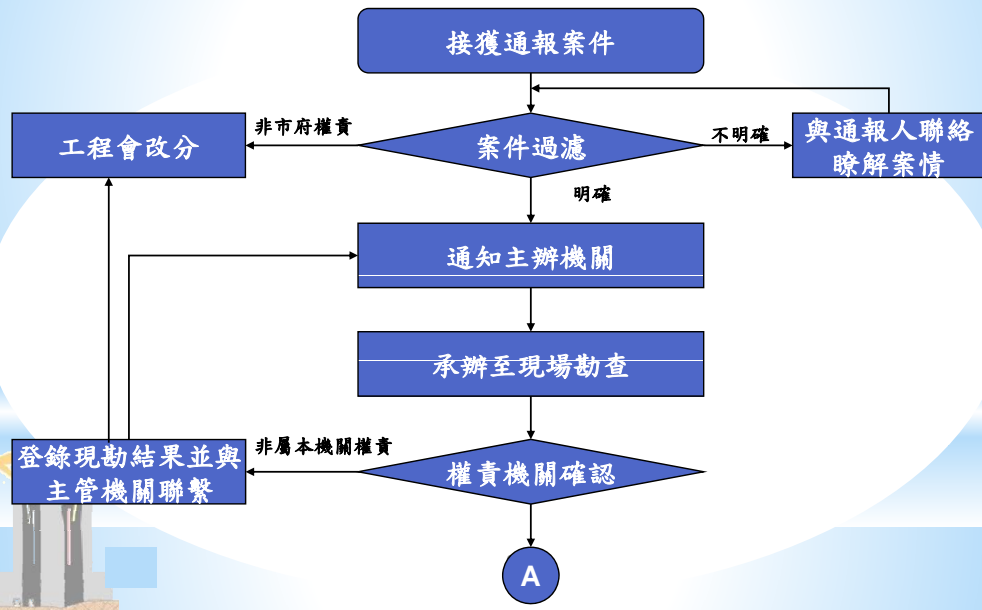 接獲通報案件
非市府權責
工程會改分
案件過濾
不明確
與通報人聯絡
瞭解案情
明確
通知主辦機關
承辦至現場勘查
非屬本機關權責
登錄現勘結果並與
主管機關聯繫
權責機關確認
A